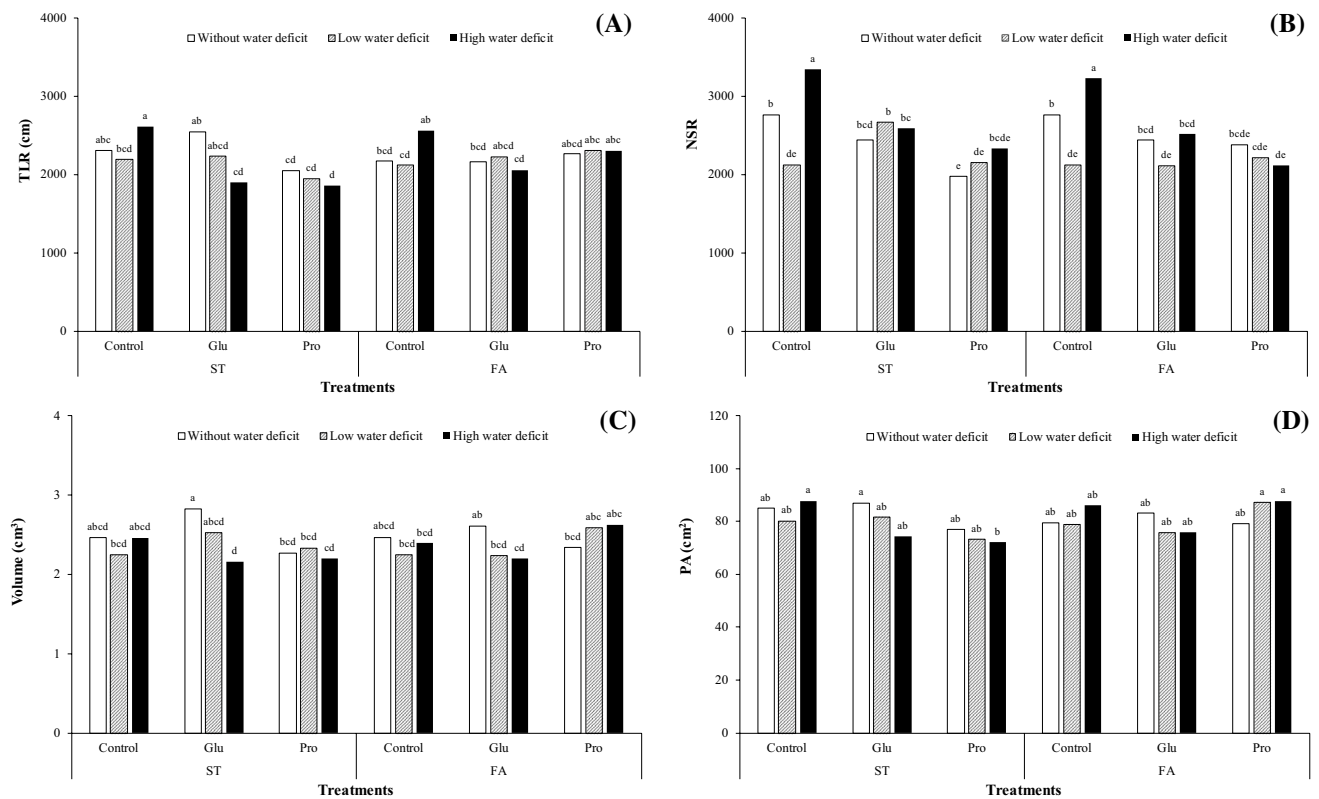 (A)
Without water deficit Low water deficit High water deficit
4000
3000
2000
1000
0
TLR (cm)
abc bcd a ab abcd cd cd cd d bcd cd ab bcd abcd cd abcd abc abc
Control Glu Pro Control Glu Pro
ST FA
Treatments
(B)
Without water deficit Low water deficit High water deficit
4000
3000
2000
1000
0
NSR
b de a bcd b bc e de bcde b de a bcd de bcd bcde cde de
Control Glu Pro Control Glu Pro
ST FA
Treatments
(C)
Without water deficit Low water deficit High water deficit
4
3
2
1
0
Volume (cm³)
abcd bcd abcd a abcd d bcd bcd cd abcd bcd bcd ab bcd cd bcd abc abc
Control Glu Pro Control Glu Pro
ST FA
Treatments
(D)
Without water deficit Low water deficit High water deficit
120
100
80
60
40
20
0
PA (cm²)
ab ab a a ab ab ab ab b ab ab ab ab ab ab ab a a
Control Glu Pro Control Glu Pro
ST FA
Treatments